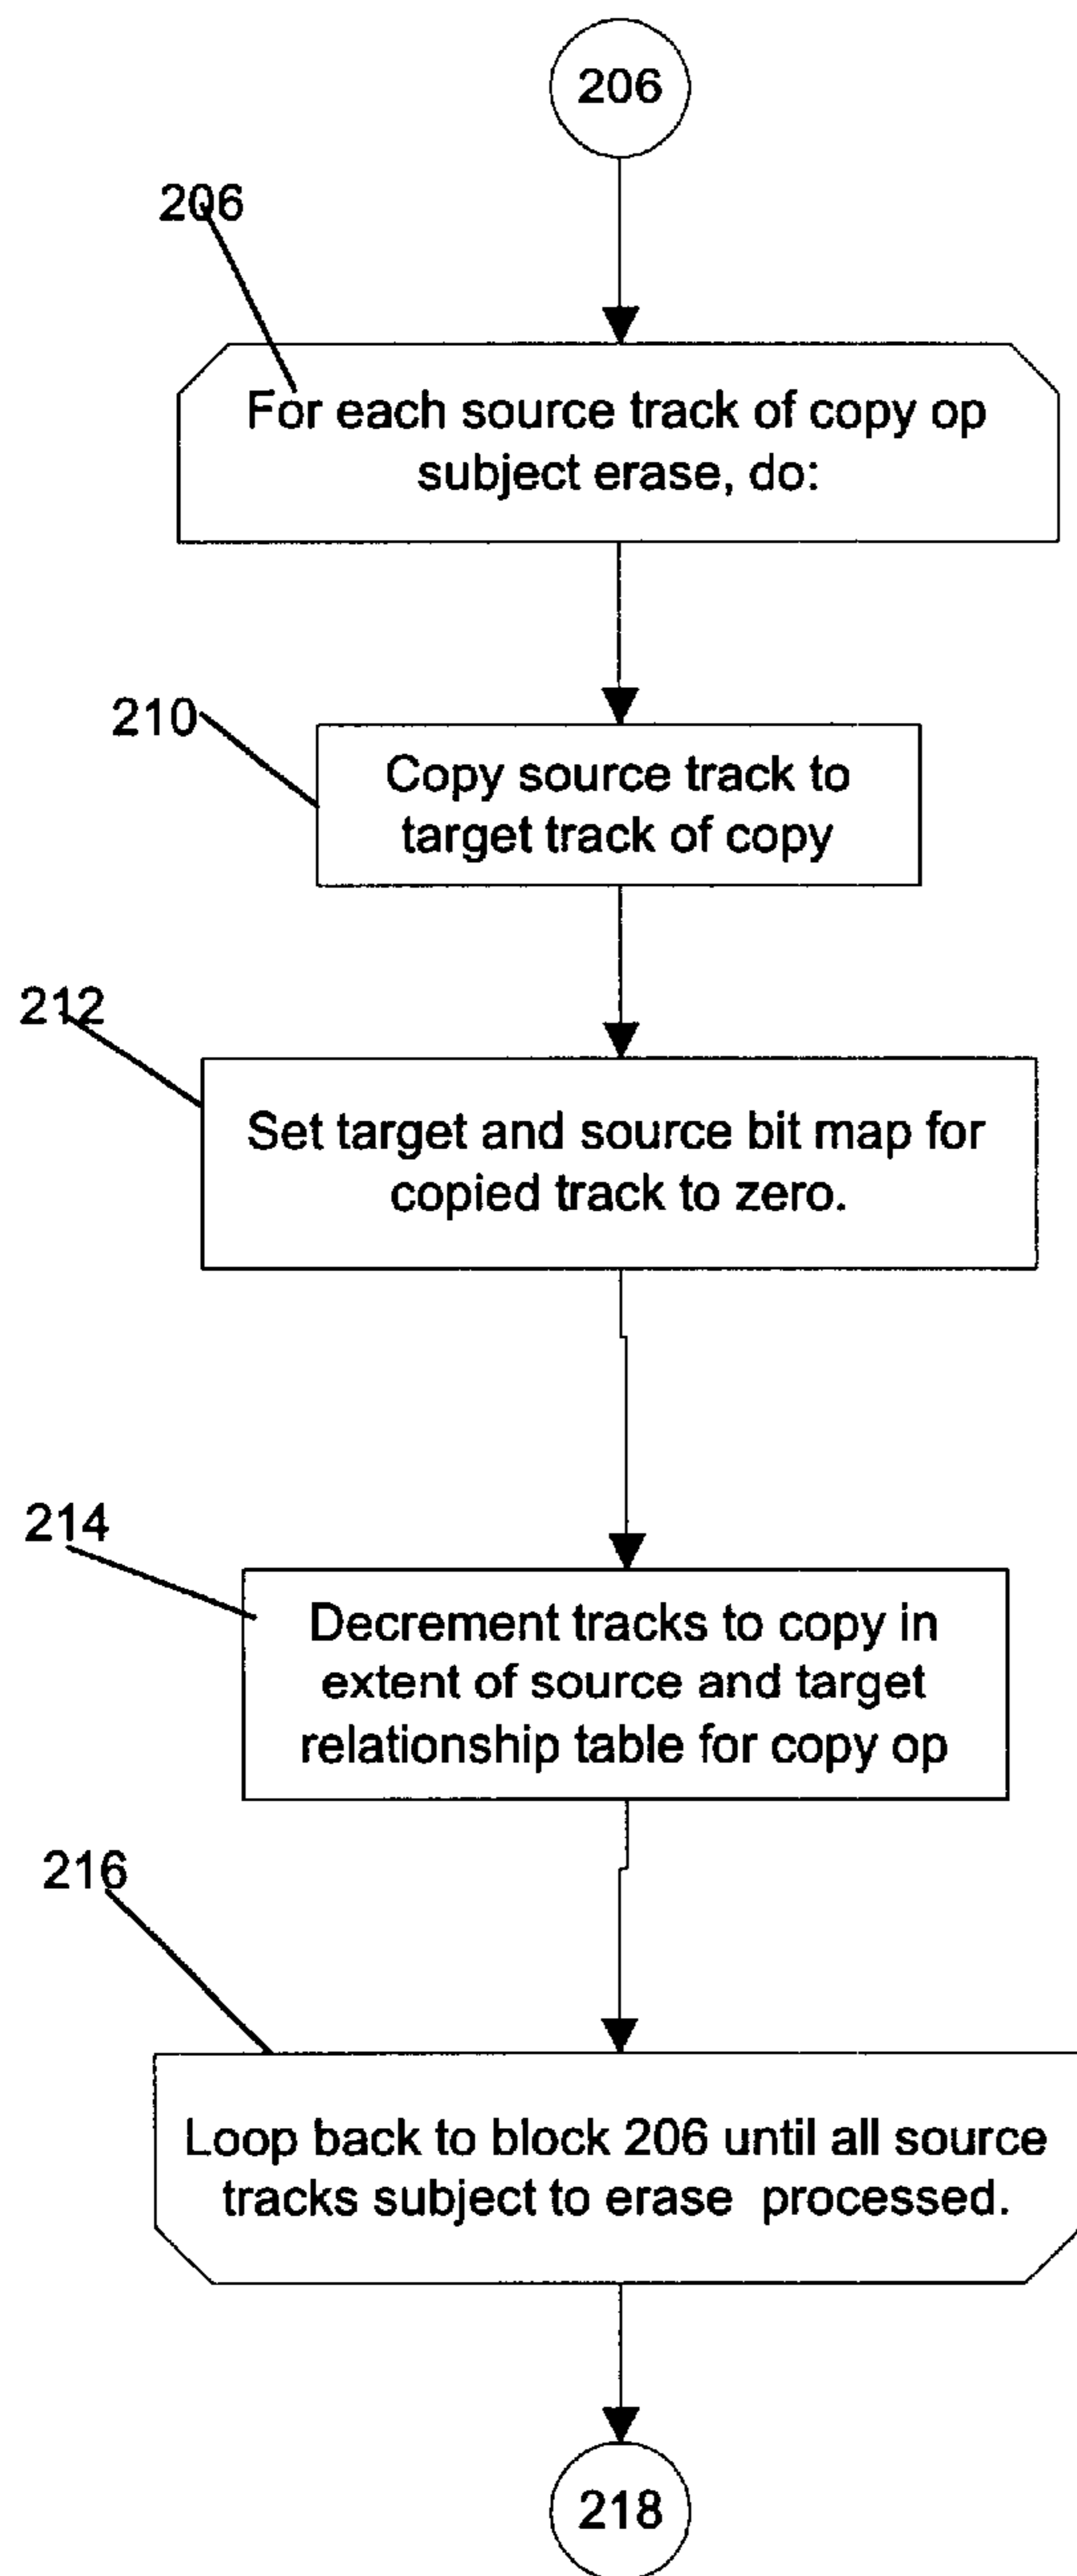 206
206
For each source track of copy op
subject erase, do:
210
Copy source track to
target track of copy
212
Set target and source bit map for
copied track to zero.
214
Decrement tracks to copy in
extent of source and target
relationship table for copy op
216
Loop back to block 206 until all source
tracks subject to erase processed.
218